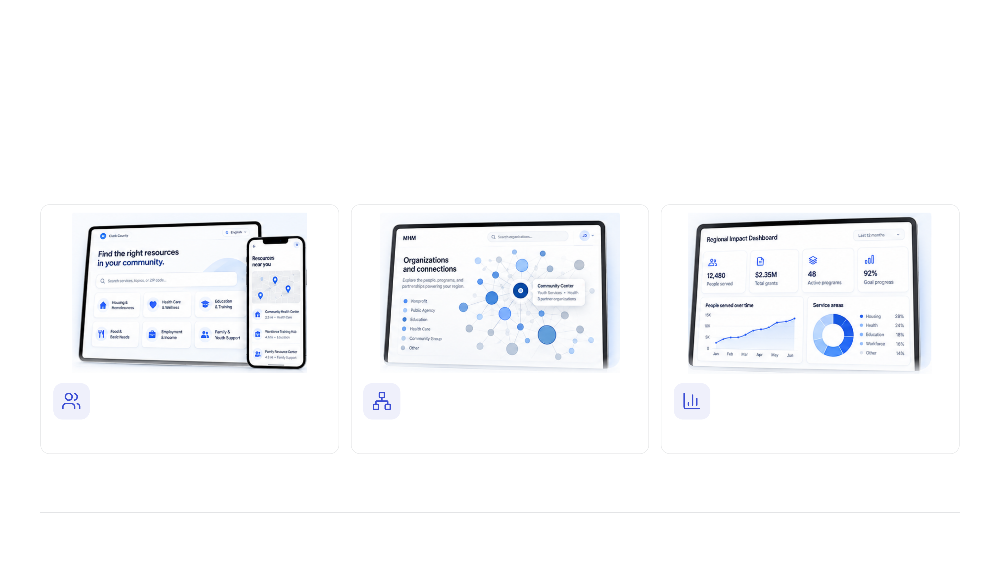 Clark County
English
Find the right resources
in your community.
Search services, topics, or ZIP code...
Housing &
Homelessness
Health Care
& Wellness
Education
& Training
Food &
Basic Needs
Employment
& Income
Family &
Youth Support
Resources
near you
Community Health Center
2.3 mi • Health Care
Workforce Training Hub
4.1 mi • Education
Family Resource Center
4.8 mi • Family Support
MHM
Search organizations...
JD
Organizations
and connections
Explore the people, programs, and
partnerships powering your region.
Nonprofit
Public Agency
Education
Health Care
Community Group
Other
Community Center
Youth Services • Health
3 partner organizations
Regional Impact Dashboard
Last 12 months
12,480
People served
$2.35M
Total grants
48
Active programs
92%
Goal progress
People served over time
15K
10K
5K
0
Jan Feb Mar Apr May Jun
Service areas
Housing 28%
Health 24%
Education 18%
Workforce 16%
Other 14%